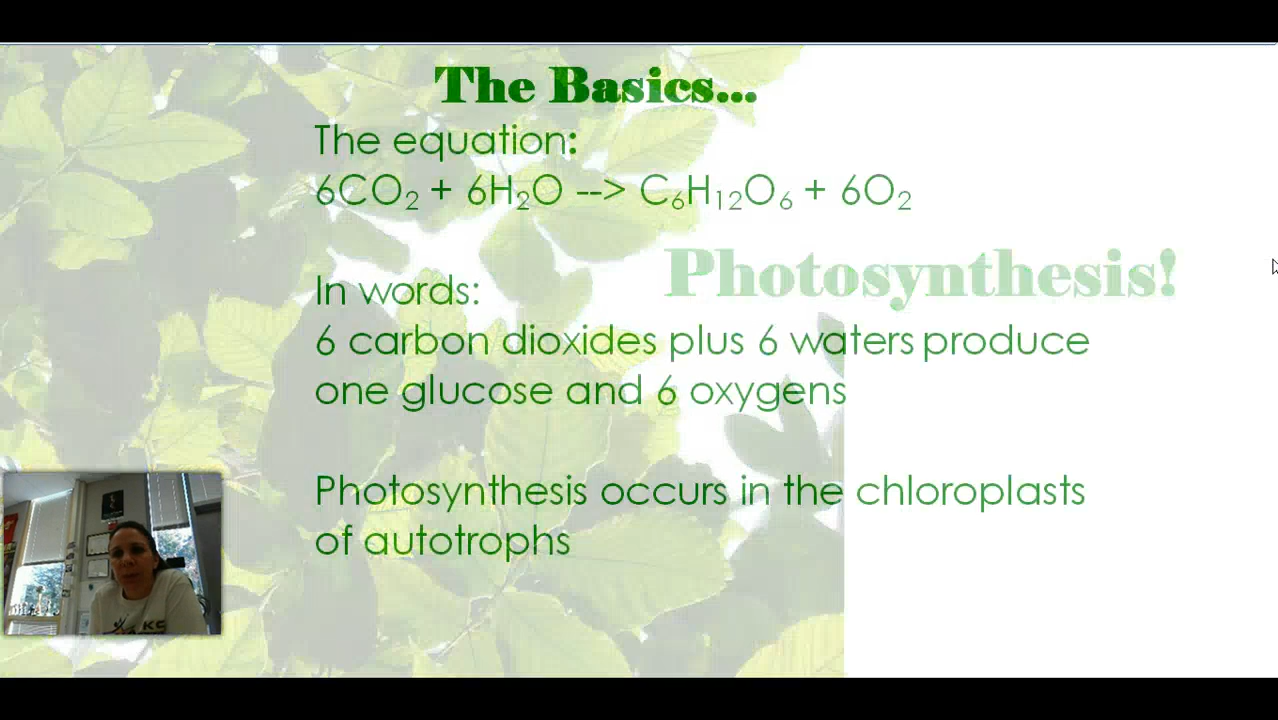 The Basics...
The equation:
6CO₂ + 6H₂O --> C₆H₁₂O₆ + 6O₂
Photosynthesis!
In words:
6 carbon dioxides plus 6 waters produce
one glucose and 6 oxygens
Photosynthesis occurs in the chloroplasts
of autotrophs
KC